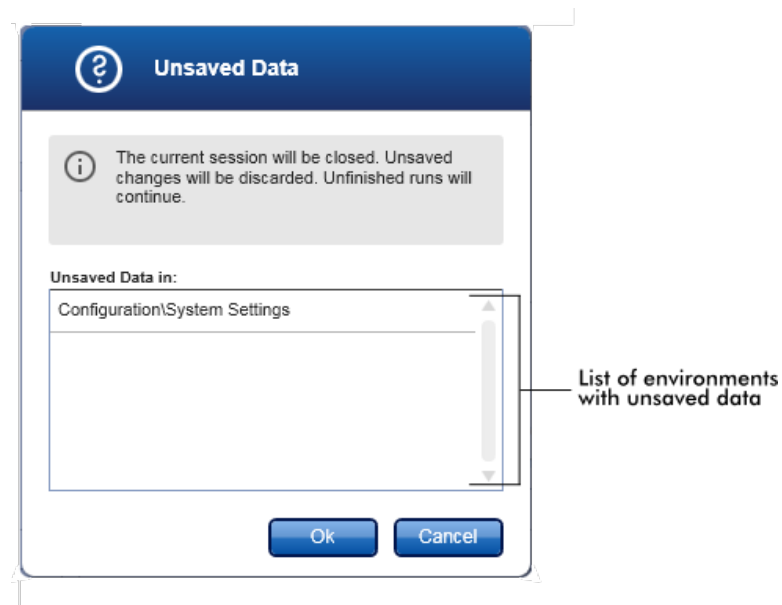 Unsaved Data
The current session will be closed. Unsaved
changes will be discarded. Unfinished runs will
continue.
Unsaved Data in:
Configuration\System Settings
List of environments
with unsaved data
Ok
Cancel